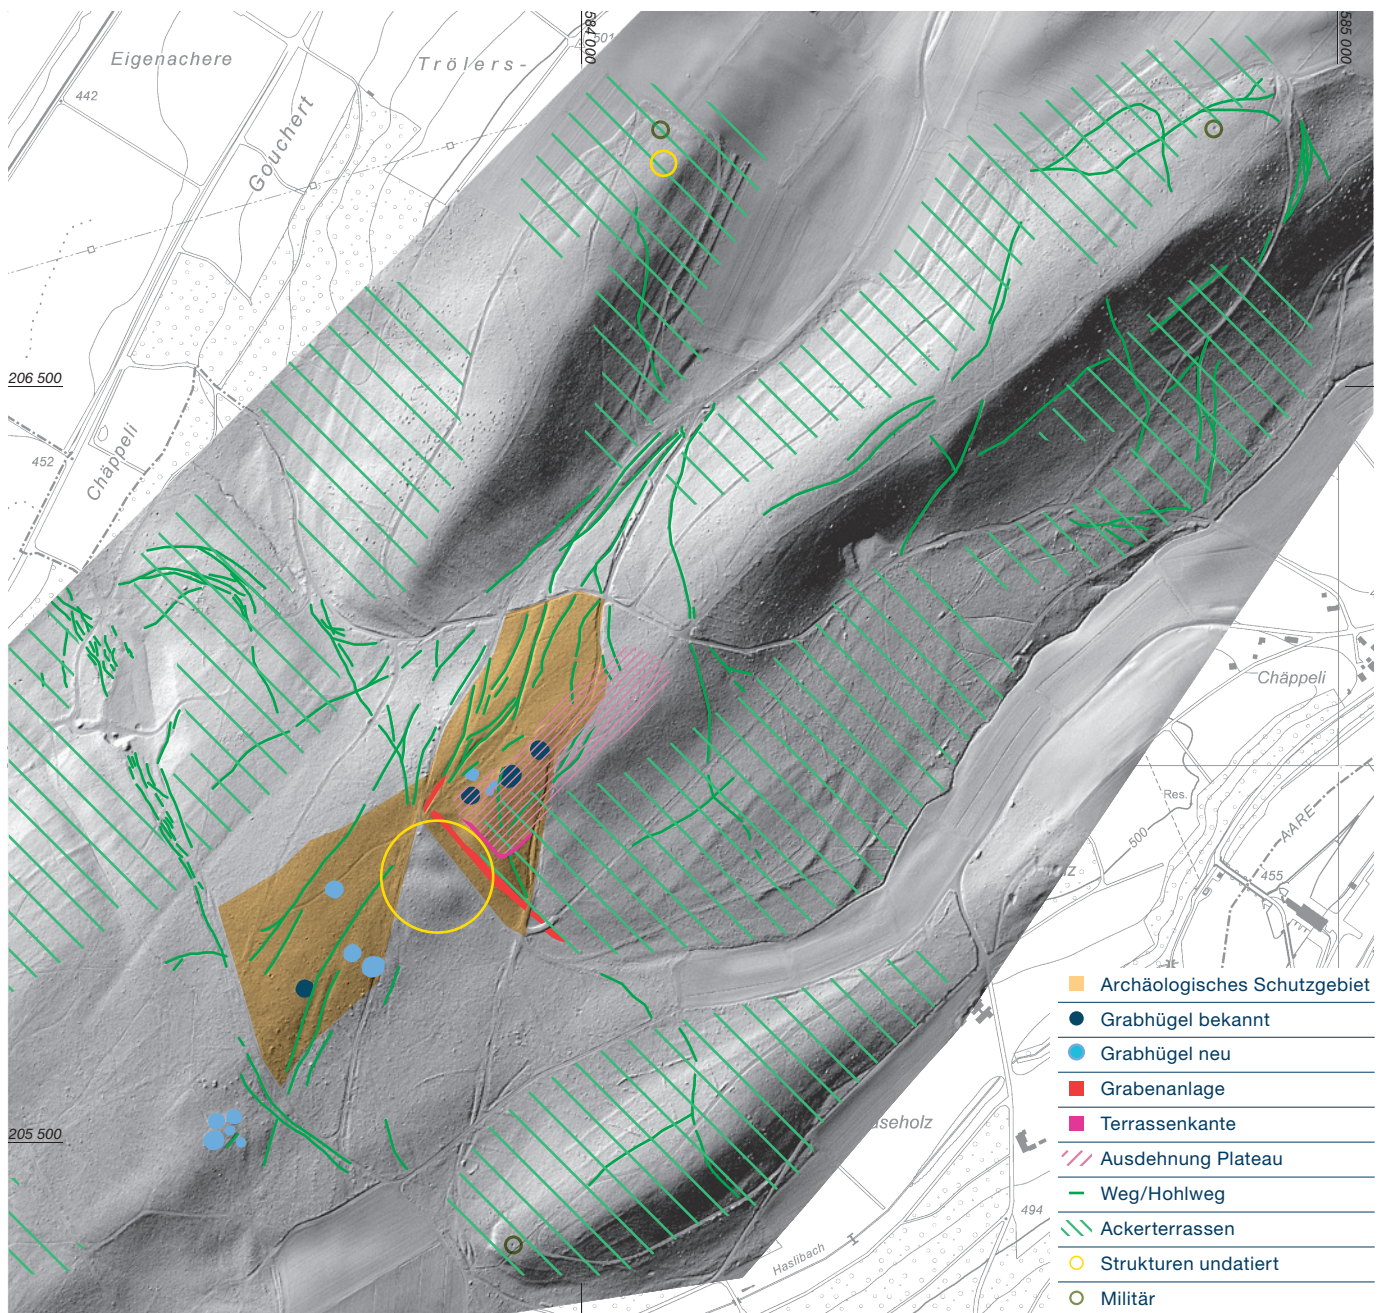 584 000
585 000
501
Eigenachere
Trölers-
442
Gouchert
206 500
Chäppeli
452
Chäppeli
Res.
AARE
500
455
205 500
494
Haslibach
Archäologisches Schutzgebiet
Grabhügel bekannt
Grabhügel neu
Grabenanlage
Terrassenkante
Ausdehnung Plateau
Weg/Hohlweg
Ackerterrassen
Strukturen undatiert
Militär